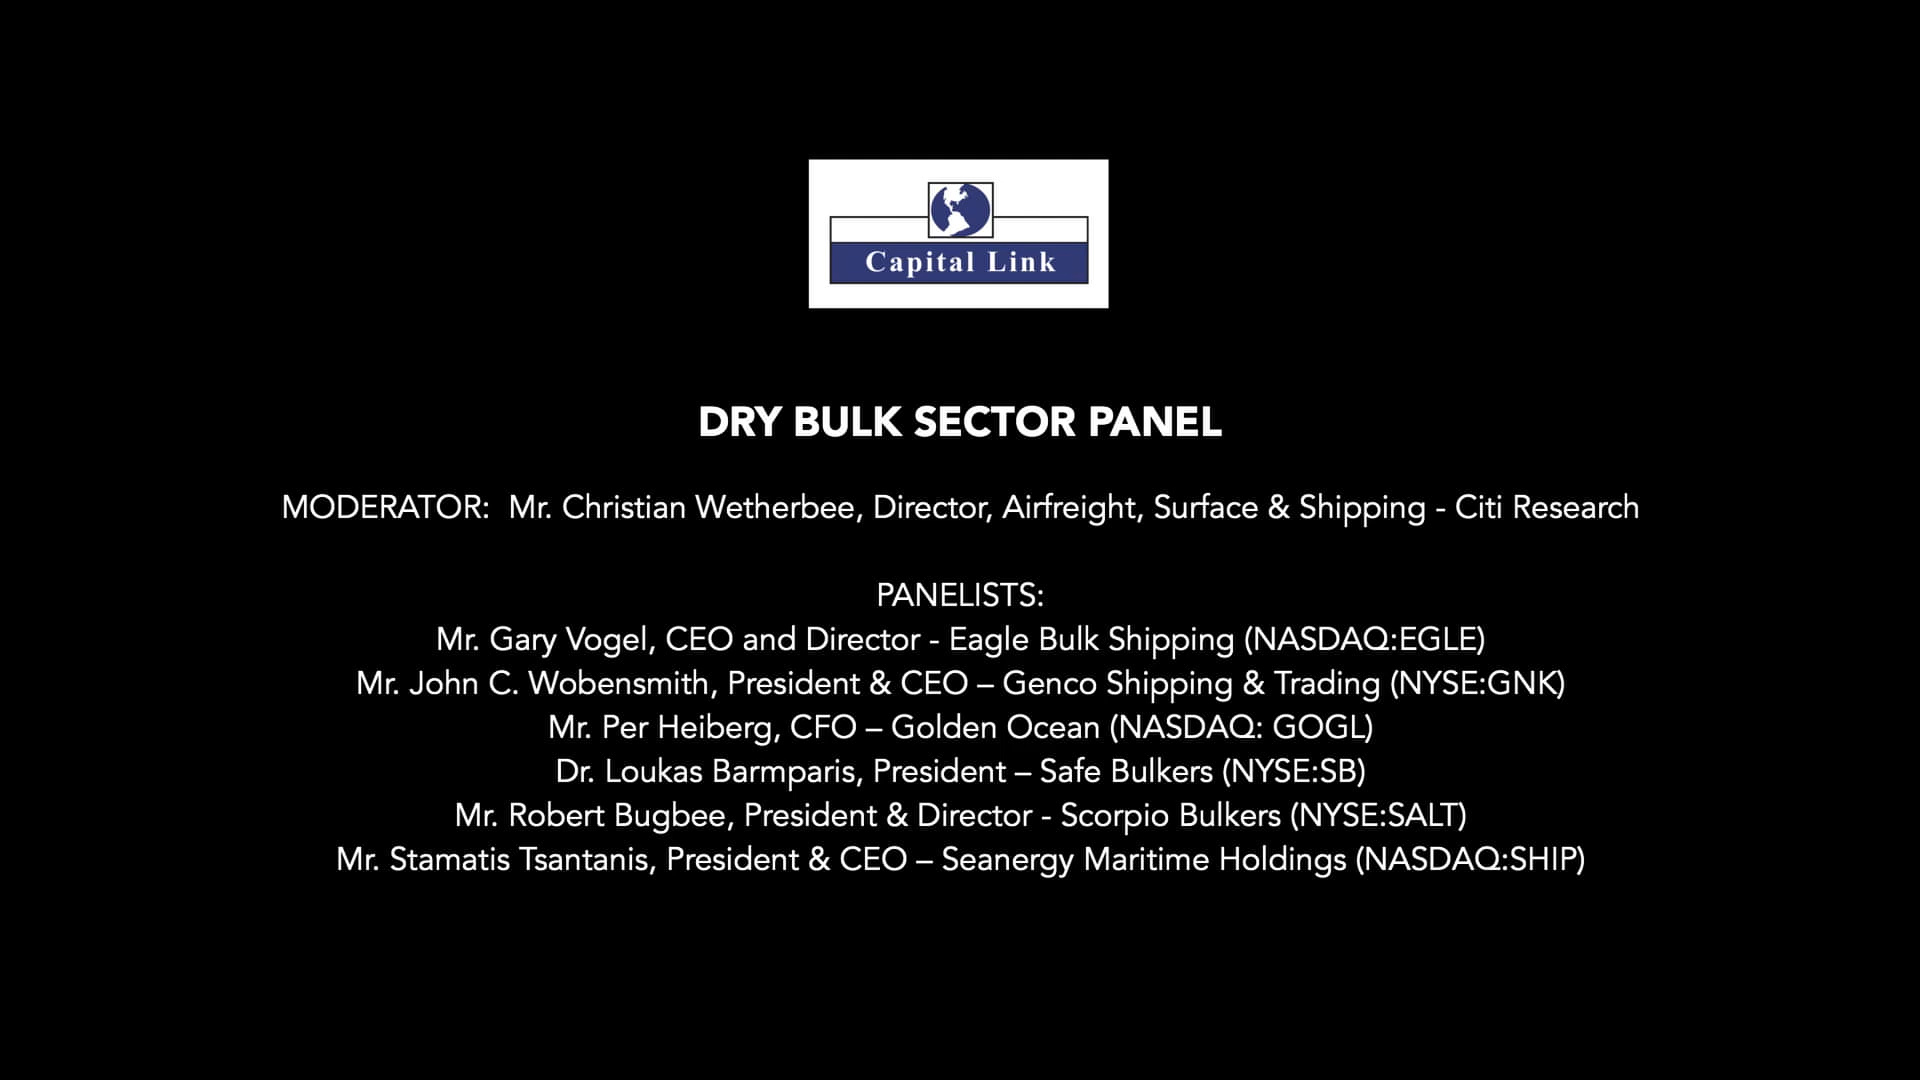 Capital Link
DRY BULK SECTOR PANEL
MODERATOR:  Mr. Christian Wetherbee, Director, Airfreight, Surface & Shipping - Citi Research
PANELISTS:
Mr. Gary Vogel, CEO and Director - Eagle Bulk Shipping (NASDAQ:EGLE)
Mr. John C. Wobensmith, President & CEO – Genco Shipping & Trading (NYSE:GNK)
Mr. Per Heiberg, CFO – Golden Ocean (NASDAQ: GOGL)
Dr. Loukas Barmparis, President – Safe Bulkers (NYSE:SB)
Mr. Robert Bugbee, President & Director - Scorpio Bulkers (NYSE:SALT)
Mr. Stamatis Tsantanis, President & CEO – Seanergy Maritime Holdings (NASDAQ:SHIP)